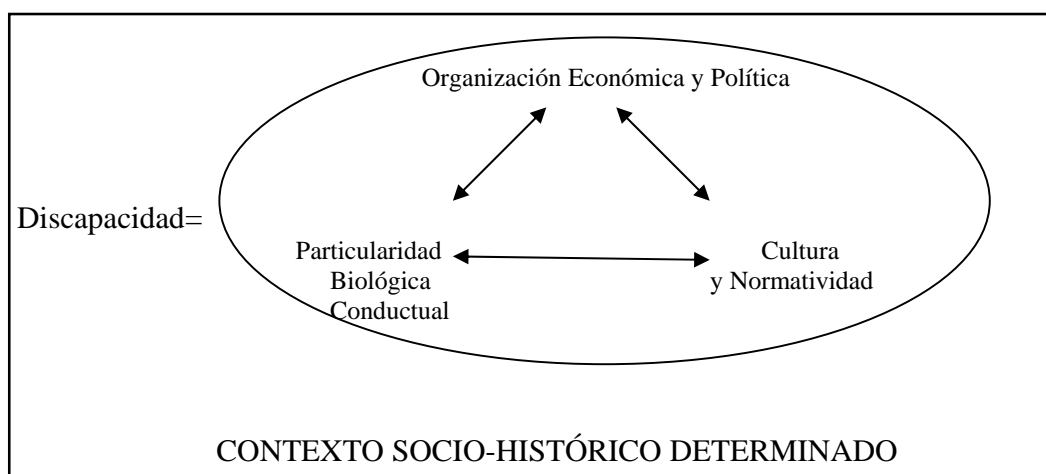 Organización Económica y Política
Discapacidad=
Particularidad
Biológica
Conductual
Cultura
y Normatividad
CONTEXTO SOCIO-HISTÓRICO DETERMINADO